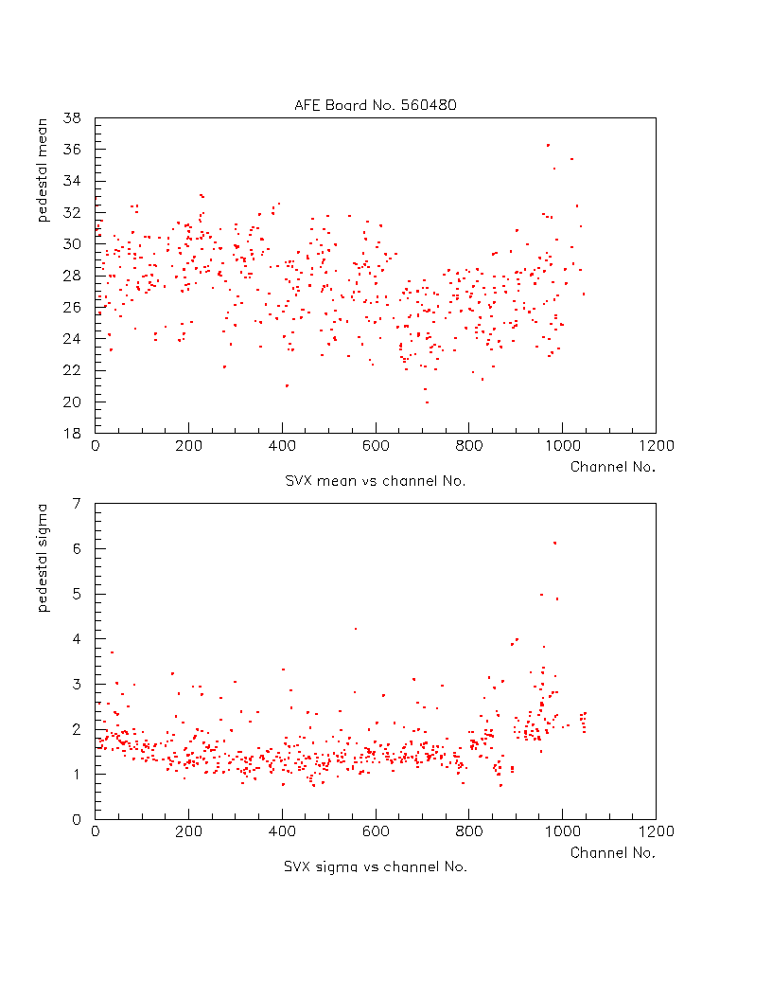 AFE Board No. 560480
pedestal mean
38
36
34
32
30
28
26
24
22
20
18
0 200 400 600 800 1000 1200
Channel No.
SVX mean vs channel No.
pedestal sigma
7
6
5
4
3
2
1
0
0 200 400 600 800 1000 1200
Channel No.
SVX sigma vs channel No.